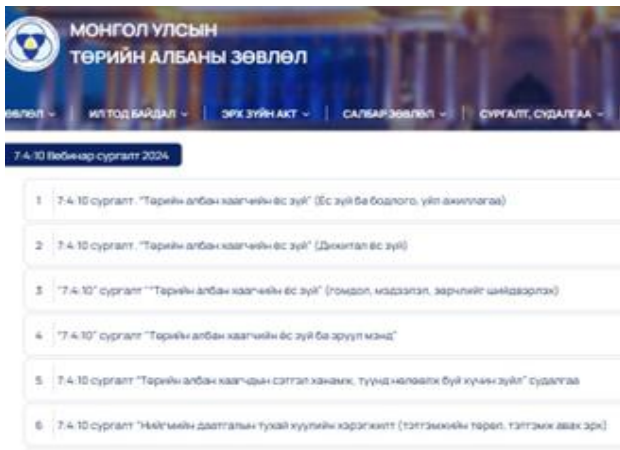 МОНГОЛ УЛСЫН
ТӨРИЙН АЛБАНЫ ЗӨВЛӨЛ
ӨВЛӨЛ ИЛ ТОД БАЙДАЛ ЭРХ ЗҮЙН АКТ САЛБАР ЗӨВЛӨЛ СУРГАЛТ, СУДАЛГАА
7:4:10 Вебинар сургалт 2024
1 7:4:10 сургалт. "Төрийн албан хаагчийн ёс зүй" (Ёс зүй ба бодлого, үйл ажиллагаа)
2 7:4:10 сургалт. "Төрийн албан хаагчийн ёс зүй" (Дижитал ёс зүй)
3 "7:4:10" сургалт ""Төрийн албан хаагчийн ёс зүй" (гомдол, мэдээлэл, зөрчлийг шийдвэрлэх)
4 "7:4:10" сургалт "Төрийн албан хаагчийн ёс зүй ба эрүүл мэнд"
5 7:4:10 сургалт "Төрийн албан хаагчдын сэтгэл ханамж, түүнд нөлөөлж буй хүчин зүйл" судалгаа
6 7:4:10 сургалт "Нийгмийн даатгалын тухай хуулийн хэрэгжилт (тэтгэмжийн төрөл, тэтгэмж авах эрх)